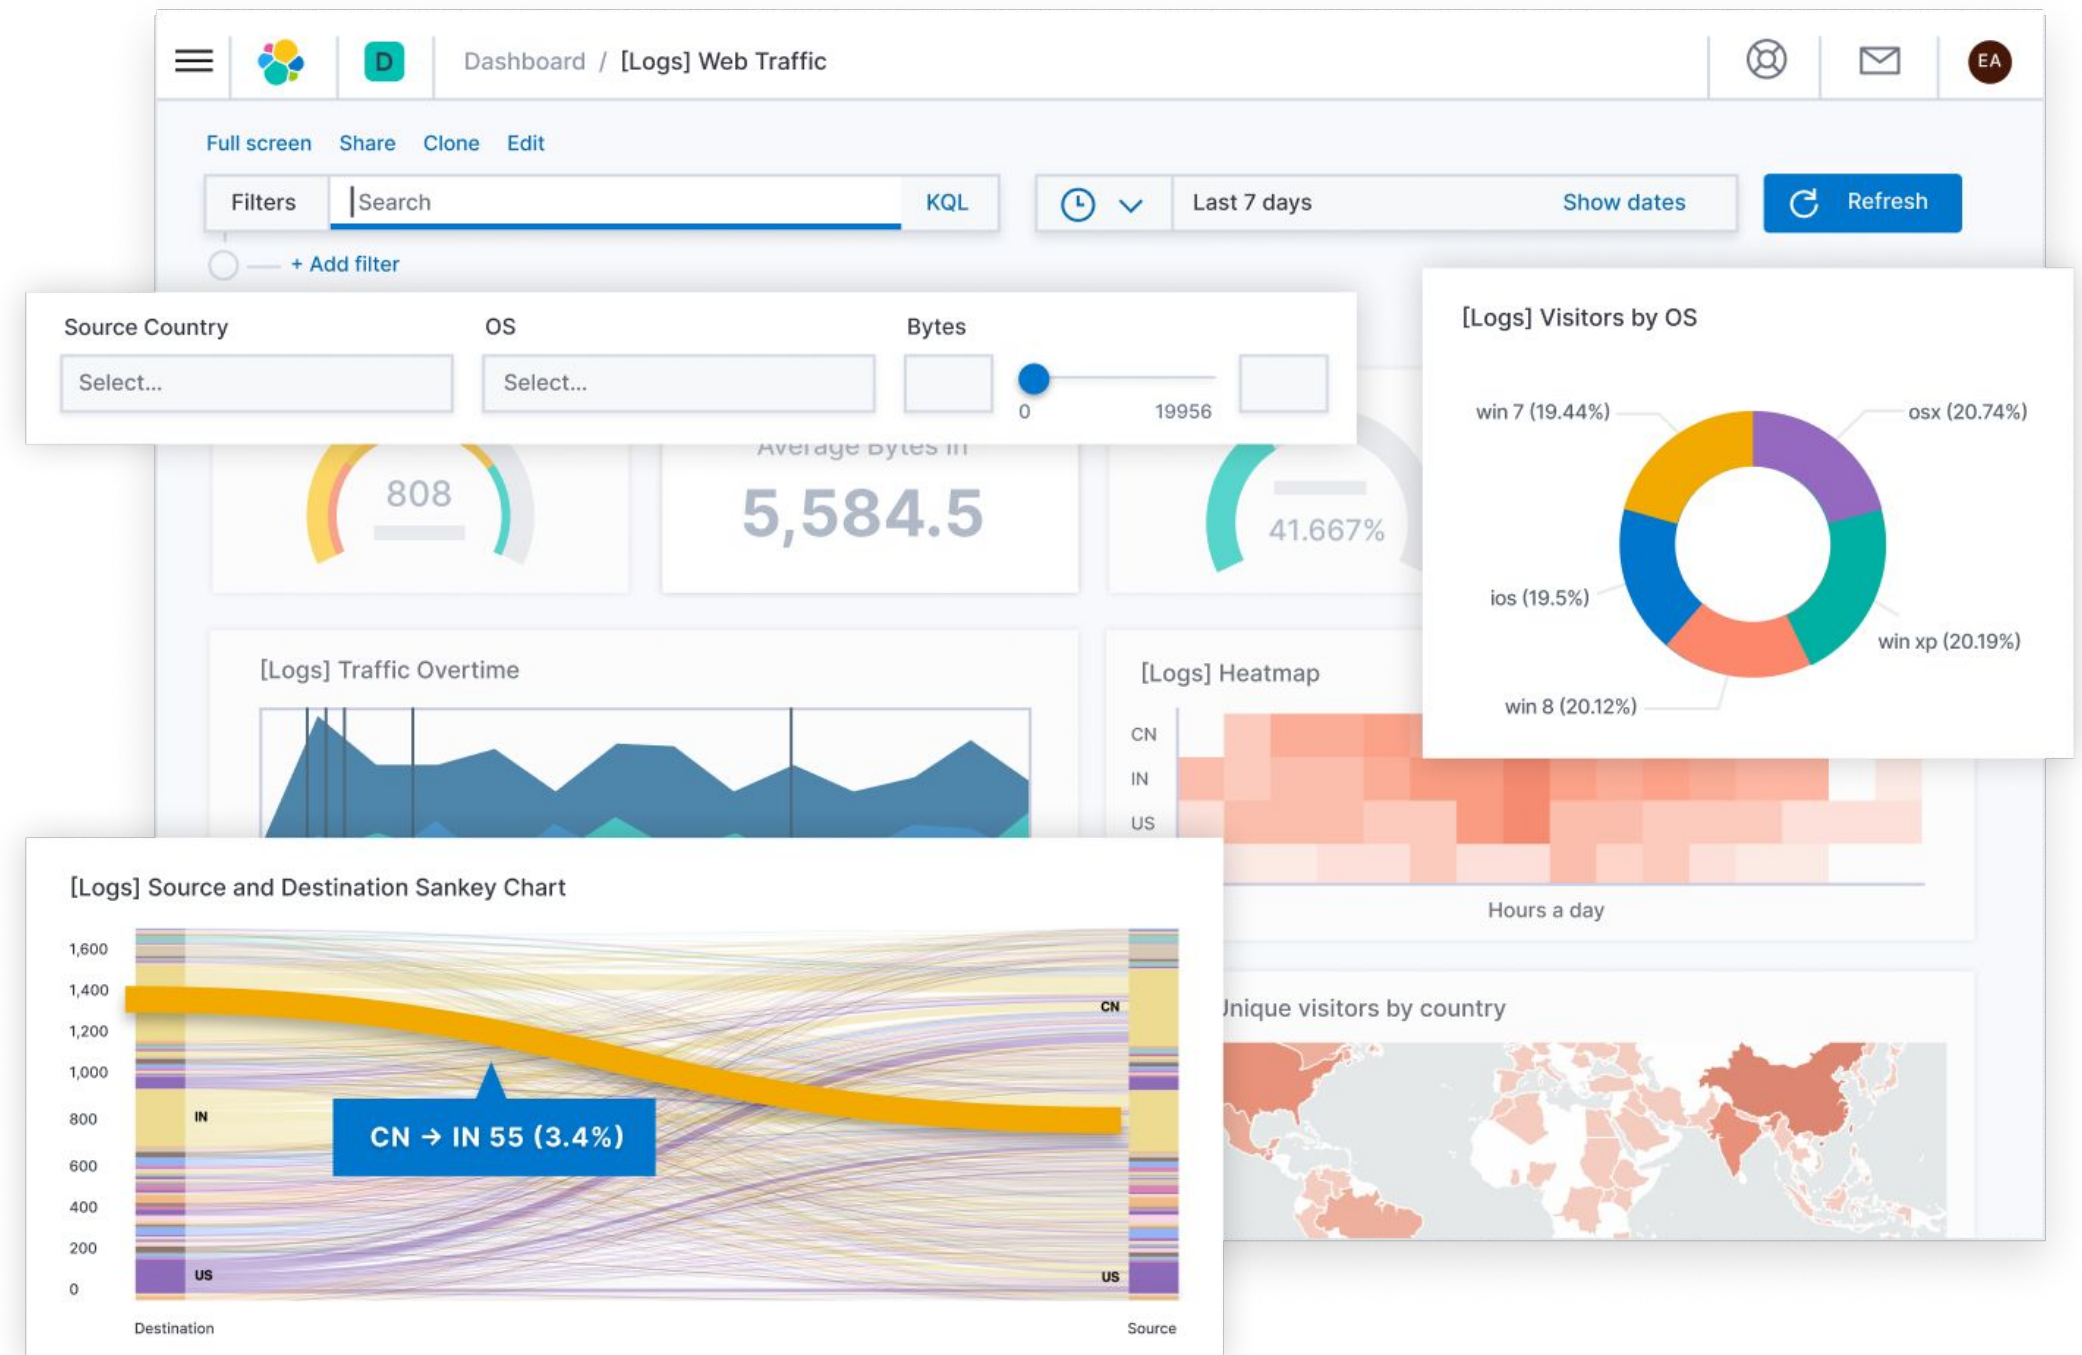 D
Dashboard / [Logs] Web Traffic
EA
Full screen Share Clone Edit
Filters Search KQL
Last 7 days Show dates
Refresh
+ Add filter
Source Country OS Bytes
Select... Select...
0 19956
[Logs] Visitors by OS
win 7 (19.44%) osx (20.74%)
ios (19.5%)
win xp (20.19%)
win 8 (20.12%)
808
Average Bytes in
5,584.5
41.667%
[Logs] Traffic Overtime
[Logs] Heatmap
CN
IN
US
Hours a day
[Logs] Source and Destination Sankey Chart
1,600
1,400
1,200
1,000
800
600
400
200
0
CN
IN
CN → IN 55 (3.4%)
US US
Destination Source
Unique visitors by country